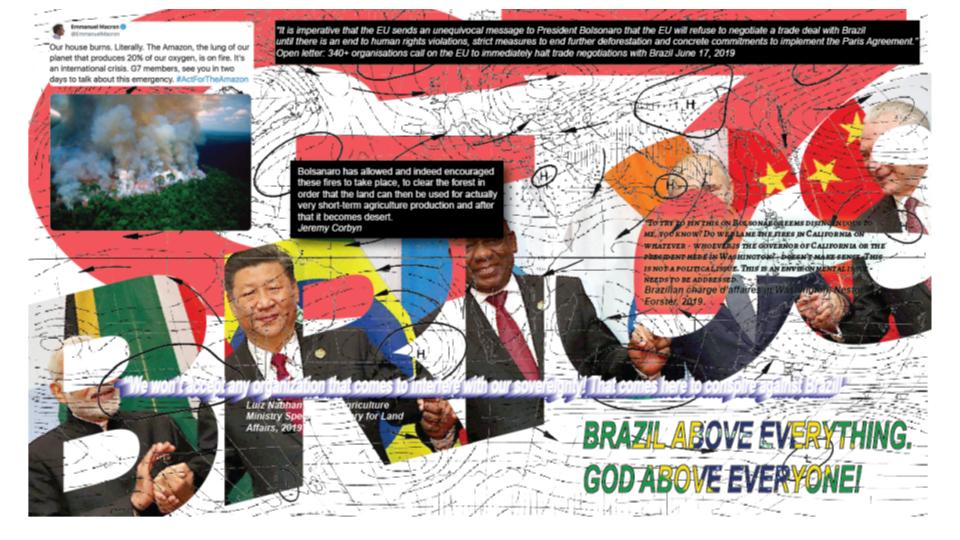 Emmanuel Macron
@EmmanuelMacron
Our house burns. Literally. The Amazon, the lung of our
planet that produces 20% of our oxygen, is on fire. It's
an international crisis. G7 members, see you in two
days to talk about this emergency. #ActForTheAmazon
"It is imperative that the EU sends an unequivocal message to President Bolsonaro that the EU will refuse to negotiate a trade deal with Brazil
until there is an end to human rights violations, strict measures to end further deforestation and concrete commitments to implement the Paris Agreement."
Open letter: 340+ organisations call on the EU to immediately halt trade negotiations with Brazil June 17, 2019
Bolsanaro has allowed and indeed encouraged
these fires to take place, to clear the forest in
order that the land can then be used for actually
very short-term agriculture production and after
that it becomes desert.
Jeremy Corbyn
H
H
H
H
"To try to pin this on Bolsonaro seems disingenuous to
me, you know? Do we blame the fires in California on
whatever - whoever is the governor of California or the
president here in Washington? - doesn't make sense. This
is not a political issue. This is an environmental issue
needs to be addressed.
Brazilian charge d'affaires in Washington, Nestor
Forster, 2019.
BRICS
"We won't accept any organization that comes to interfere with our sovereignty! That comes here to conspire against Brazil"
Luiz Nabhan Agriculture
Ministry Spe ry for Land
Affairs, 2019
BRAZIL ABOVE EVERYTHING.
GOD ABOVE EVERYONE!